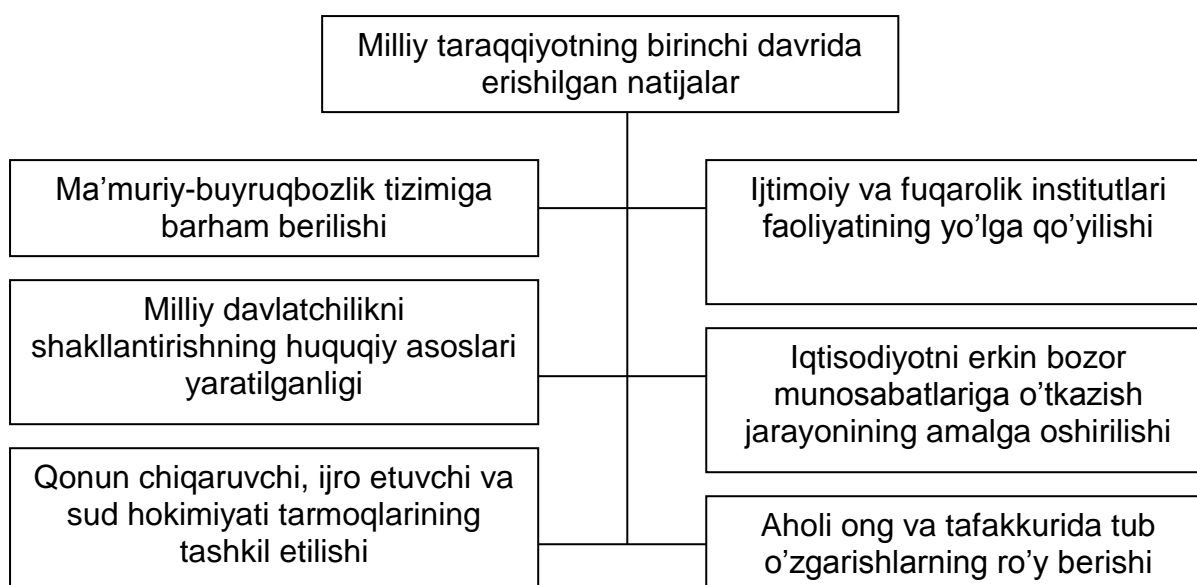 Milliy taraqqiyotning birinchi davrida
erishilgan natijalar
Ma’muriy-buyruqbozlik tizimiga
barham berilishi
Ijtimoiy va fuqarolik institutlari
faoliyatining yo’lga qo’yilishi
Milliy davlatchilikni
shakllantirishning huquqiy asoslari
yaratilganligi
Iqtisodiyotni erkin bozor
munosabatlariga o’tkazish
jarayonining amalga oshirilishi
Qonun chiqaruvchi, ijro etuvchi va
sud hokimiyati tarmoqlarining
tashkil etilishi
Aholi ong va tafakkurida tub
o’zgarishlarning ro’y berishi